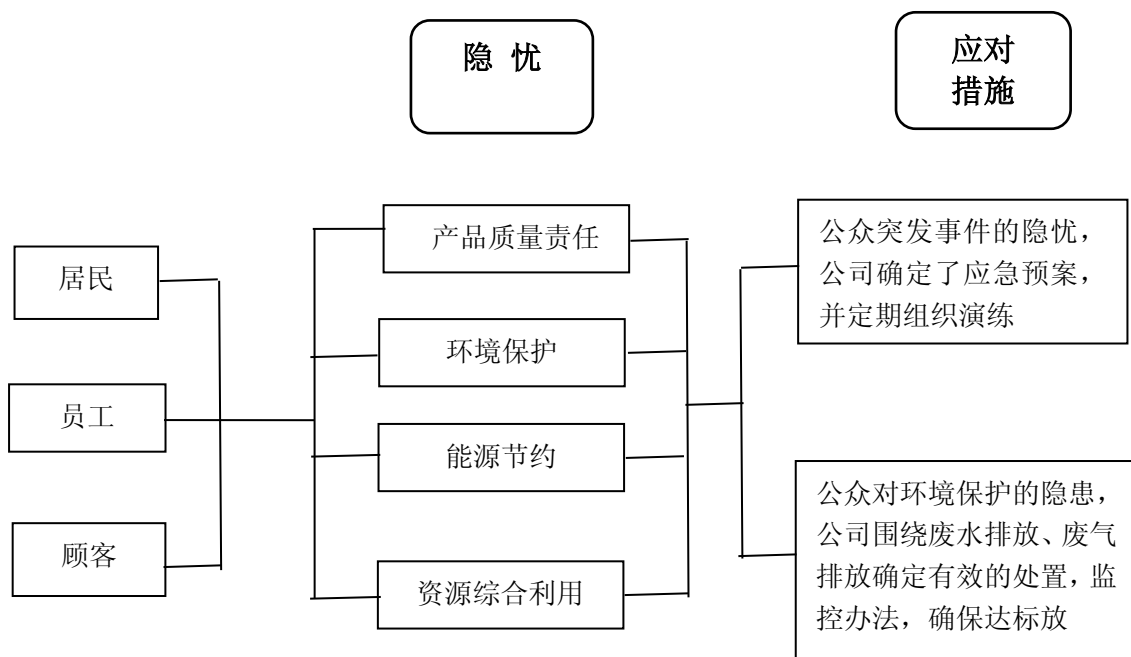 隐 忧
应对
措施
居民
员工
顾客
产品质量责任
环境保护
能源节约
资源综合利用
公众突发事件的隐忧，
公司确定了应急预案，
并定期组织演练
公众对环境保护的隐患，
公司围绕废水排放、废气
排放确定有效的处置，监
控办法，确保达标放